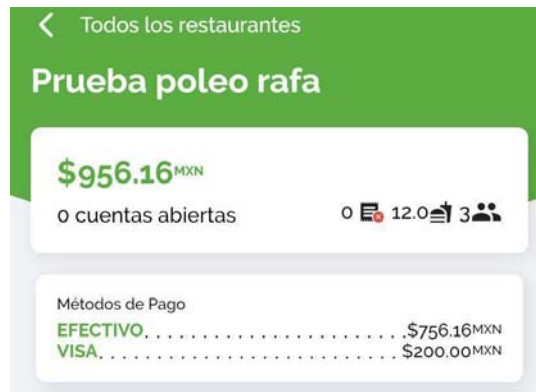 Todos los restaurantes
Prueba poleo rafa
$956.16MXN
0 cuentas abiertas 0 12.0 3
Métodos de Pago
EFECTIVO. . . . . . . . . . . . . . . . . . . . . . . . .$756.16MXN
VISA. . . . . . . . . . . . . . . . . . . . . . . . . . . . $200.00MXN